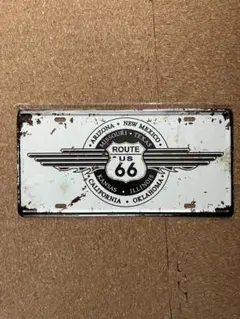 ARIZONA • NEW MEXICO
MISSOURI • TEXAS
ROUTE
US
66
KANSAS • ILLINOIS
CALIFORNIA • OKLAHOMA